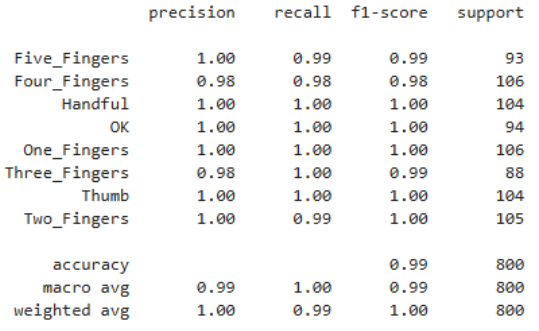 precision recall f1-score support
Five_Fingers 1.00 0.99 0.99 93
Four_Fingers 0.98 0.98 0.98 106
Handful 1.00 1.00 1.00 104
OK 1.00 1.00 1.00 94
One_Fingers 1.00 1.00 1.00 106
Three_Fingers 0.98 1.00 0.99 88
Thumb 1.00 1.00 1.00 104
Two_Fingers 1.00 0.99 1.00 105
accuracy 0.99 800
macro avg 0.99 1.00 0.99 800
weighted avg 1.00 0.99 1.00 800